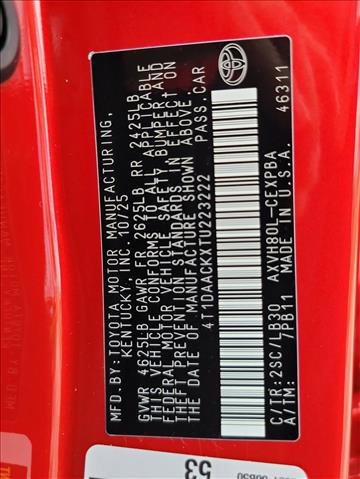 MFD.BY:TOYOTA MOTOR MANUFACTURING,
KENTUCKY, INC. 10/25
GVWR 4625LB GAWR FR 2625LB RR 2425LB
THIS VEHICLE CONFORMS TO ALL APPLICABLE
FEDERAL MOTOR VEHICLE SAFETY, BUMPER AND
THEFT PREVENTION STANDARDS IN EFFECT ON
THE DATE OF MANUFACTURE SHOWN ABOVE.
4T1DAACKXTU223222 PASS.CAR
C/TR:2SC/LB30 AXVH80L-CEXPBA
A/TM: 7PB11 U.S.A. 46311
53